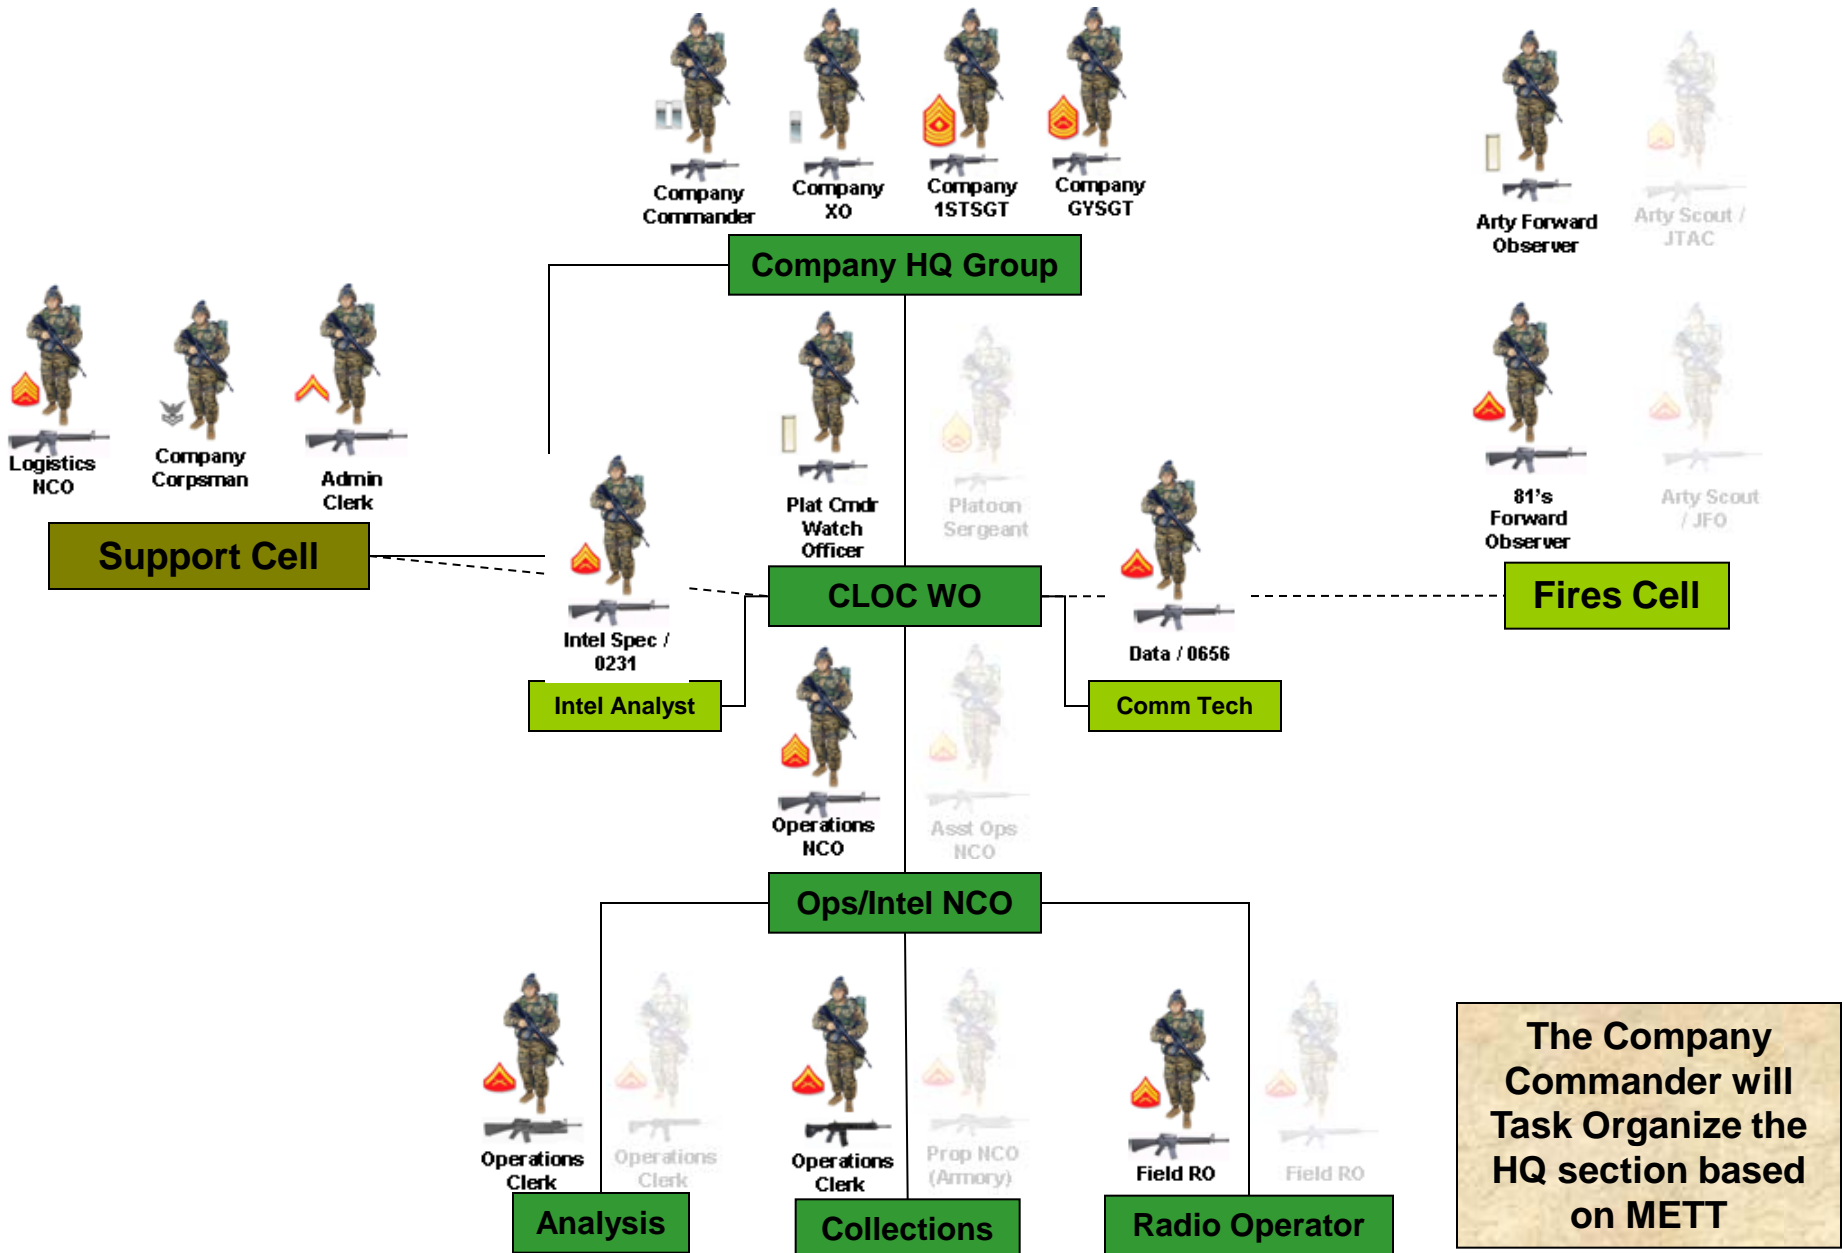 Company
Commander
Company
XO
Company
1STSGT
Company
GYSGT
Arty Forward
Observer
Arty Scout /
JTAC
Company HQ Group
Logistics
NCO
Company
Corpsman
Admin
Clerk
Plat Cmdr
Watch
Officer
Platoon
Sergeant
81's
Forward
Observer
Arty Scout
/ JFO
Support Cell
CLOC WO
Fires Cell
Intel Spec /
0231
Data / 0656
Intel Analyst
Comm Tech
Operations
NCO
Asst Ops
NCO
Ops/Intel NCO
Operations
Clerk
Operations
Clerk
Operations
Clerk
Prop NCO
(Armory)
Field RO
Field RO
Analysis
Collections
Radio Operator
The Company
Commander will
Task Organize the
HQ section based
on METT